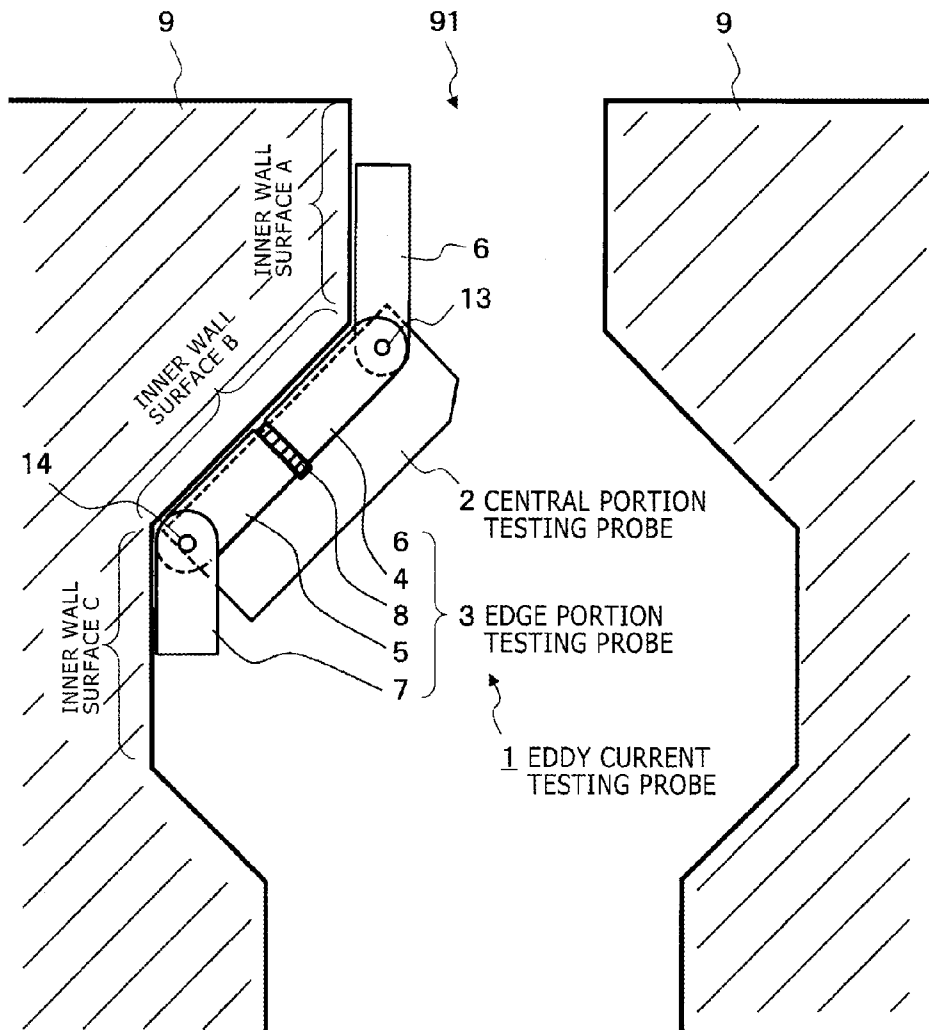 9
91
9
INNER WALL
SURFACE A
6
13
INNER WALL
SURFACE B
14
2 CENTRAL PORTION
TESTING PROBE
6
4
8
5
7
3 EDGE PORTION
TESTING PROBE
INNER WALL
SURFACE C
1 EDDY CURRENT
TESTING PROBE